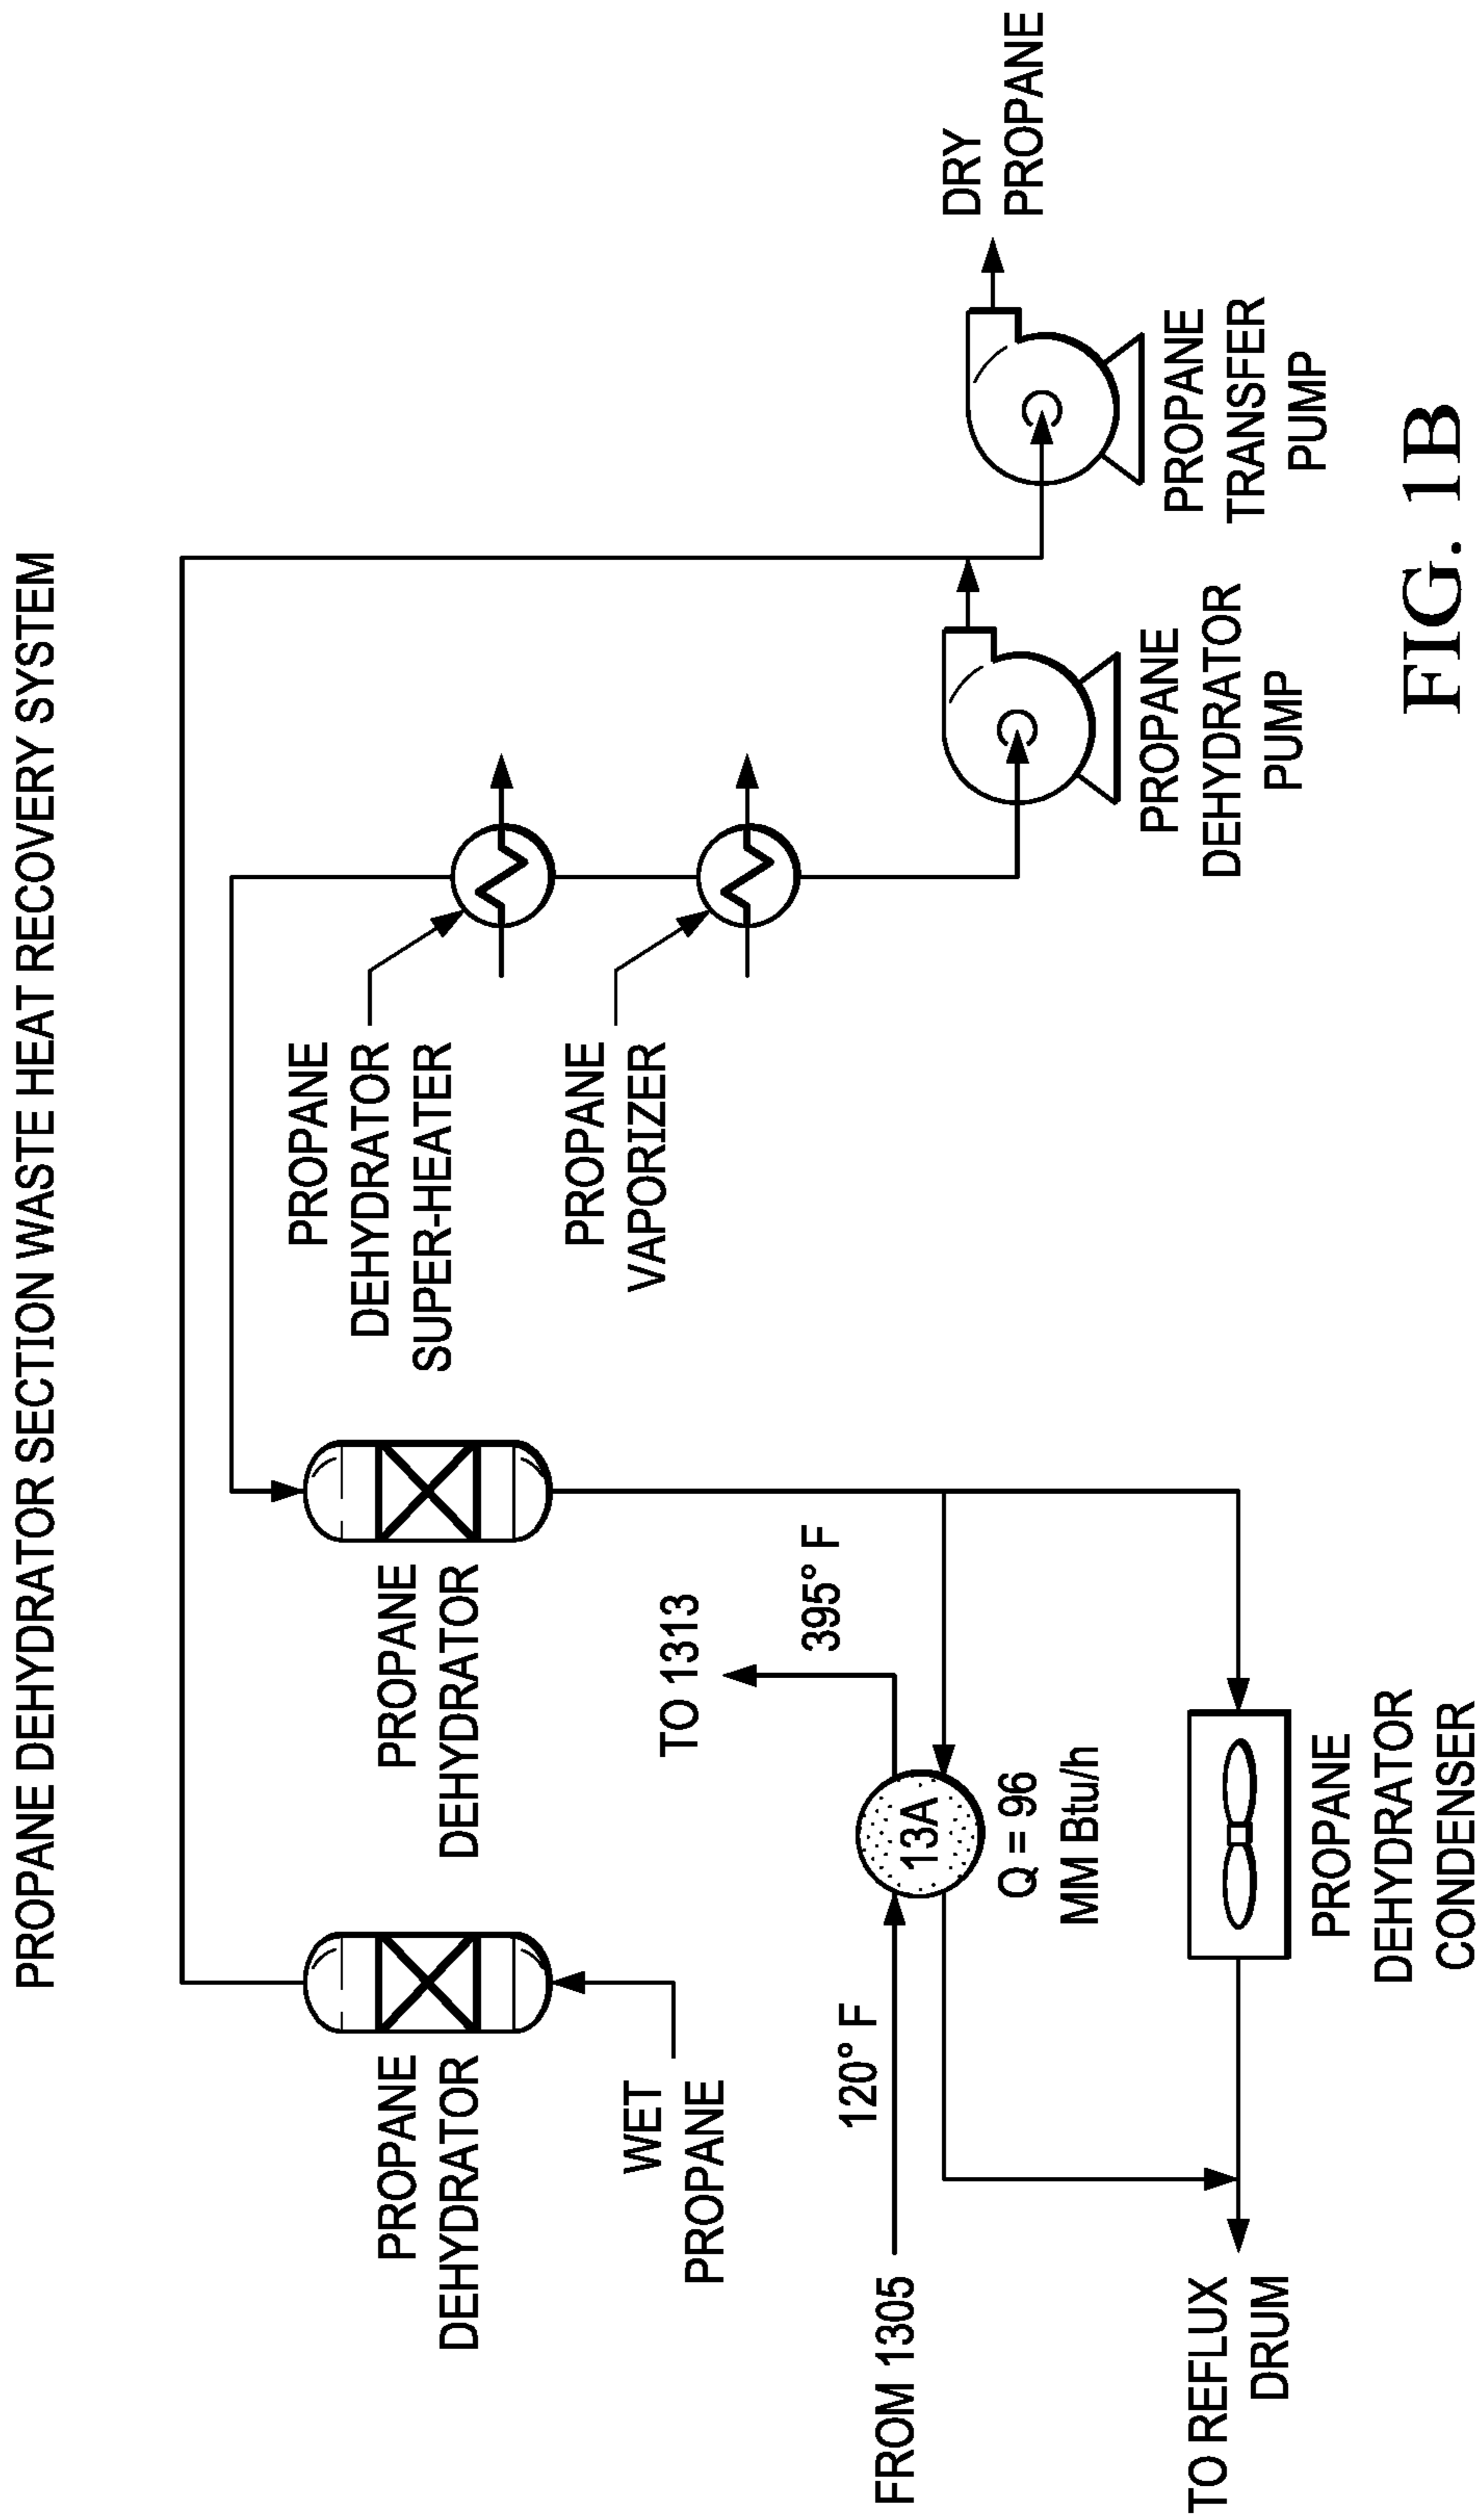 PROPANE DEHYDRATOR SECTION WASTE HEAT RECOVERY SYSTEM
PROPANE
DEHYDRATOR
PROPANE
DEHYDRATOR
PROPANE
DEHYDRATOR
SUPER-HEATER
PROPANE
VAPORIZER
WET
PROPANE
TO 1313
395° F
120° F
FROM 1305
13A
Q = 96
MM Btu/h
TO REFLUX
DRUM
PROPANE
DEHYDRATOR
CONDENSER
PROPANE
DEHYDRATOR
PUMP
PROPANE
TRANSFER
PUMP
DRY
PROPANE
FIG. 1B